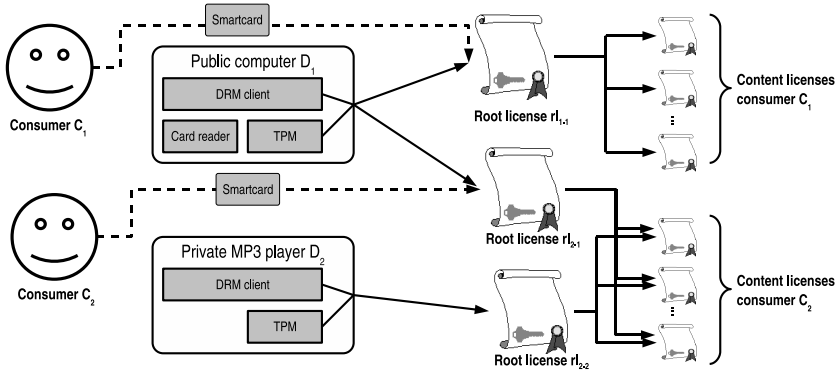 Smartcard
Public computer D1
DRM client
Card reader
TPM
Consumer C1
Root license rl1-1
Content licenses
consumer C1
Smartcard
Root license rl2-1
Private MP3 player D2
DRM client
TPM
Consumer C2
Root license rl2-2
Content licenses
consumer C2